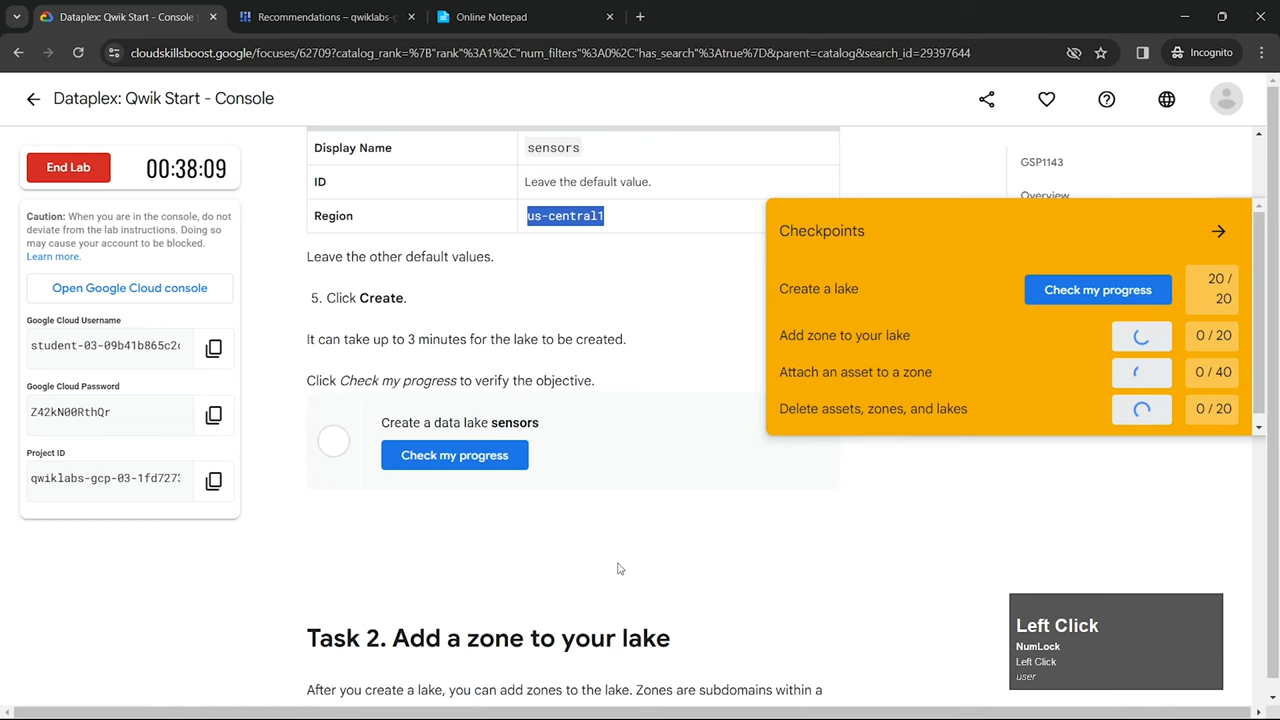 Dataplex: Qwik Start - Console
Recommendations – qwiklabs-g
Online Notepad
cloudskillsboost.google/focuses/62709?catalog_rank=%7B"rank"%3A1%2C"num_filters"%3A0%2C"has_search"%3Atrue%7D&parent=catalog&search_id=29397644
Incognito
Dataplex: Qwik Start - Console
End Lab
00:38:09
Caution: When you are in the console, do not
deviate from the lab instructions. Doing so
may cause your account to be blocked.
Learn more.
Open Google Cloud console
Google Cloud Username
student-03-09b41b865c2
Google Cloud Password
Z42kN00RthQr
Project ID
qwiklabs-gcp-03-1fd727
Display Name
sensors
ID
Leave the default value.
Region
us-central1
Leave the other default values.
5. Click Create.
It can take up to 3 minutes for the lake to be created.
Click Check my progress to verify the objective.
Create a data lake sensors
Check my progress
Task 2. Add a zone to your lake
After you create a lake, you can add zones to the lake. Zones are subdomains within a
GSP1143
Overview
Checkpoints
Create a lake
Check my progress
20 /
20
Add zone to your lake
0 / 20
Attach an asset to a zone
0 / 40
Delete assets, zones, and lakes
0 / 20
Left Click
NumLock
Left Click
user